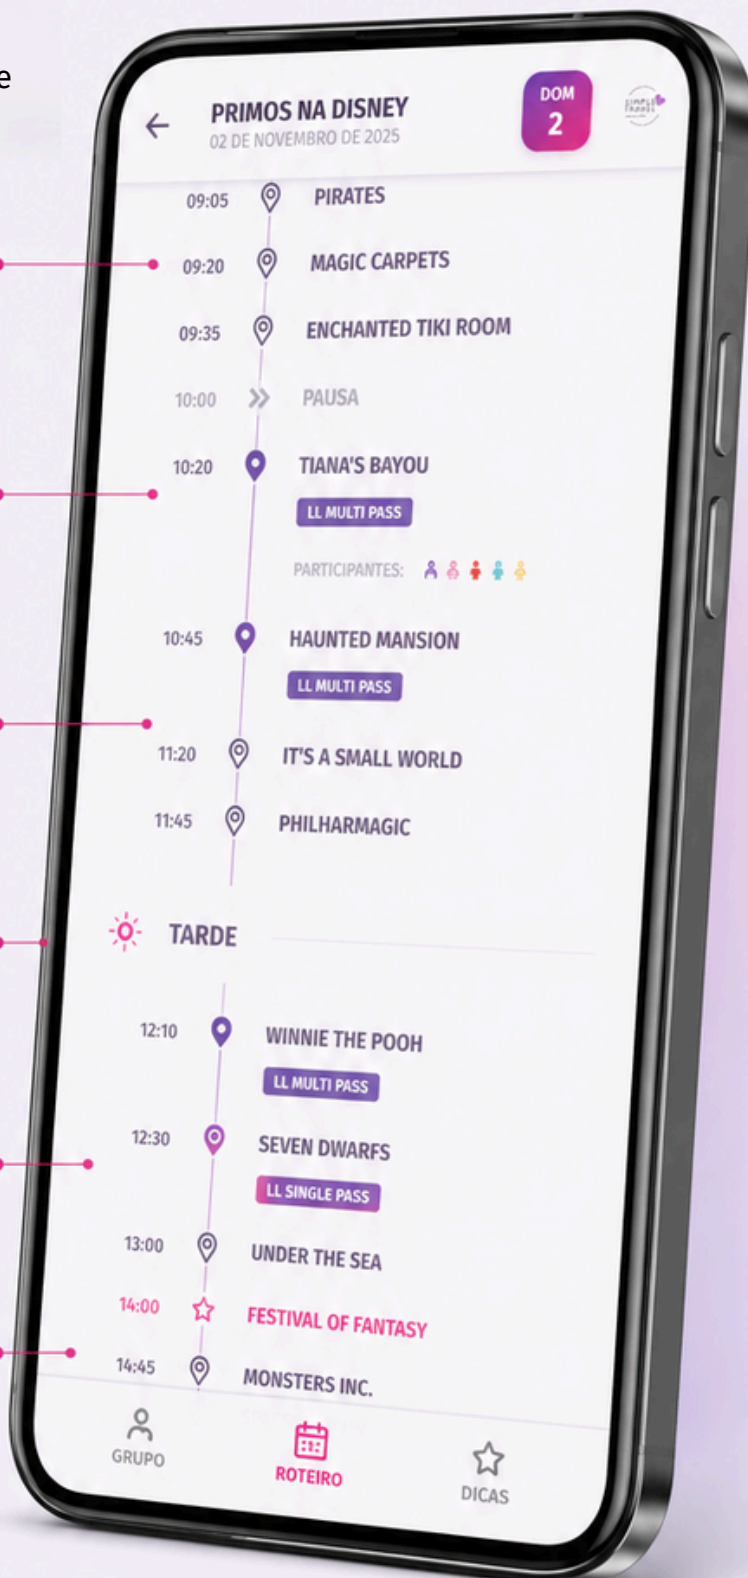 e
PRIMOS NA DISNEY
02 DE NOVEMBRO DE 2025
DOM
2
09:05 PIRATES
09:20 MAGIC CARPETS
09:35 ENCHANTED TIKI ROOM
10:00 PAUSA
10:20 TIANA'S BAYOU
LL MULTI PASS
PARTICIPANTES:
10:45 HAUNTED MANSION
LL MULTI PASS
11:20 IT'S A SMALL WORLD
11:45 PHILHARMAGIC
TARDE
12:10 WINNIE THE POOH
LL MULTI PASS
12:30 SEVEN DWARFS
LL SINGLE PASS
13:00 UNDER THE SEA
14:00 FESTIVAL OF FANTASY
14:45 MONSTERS INC.
GRUPO
ROTEIRO
DICAS